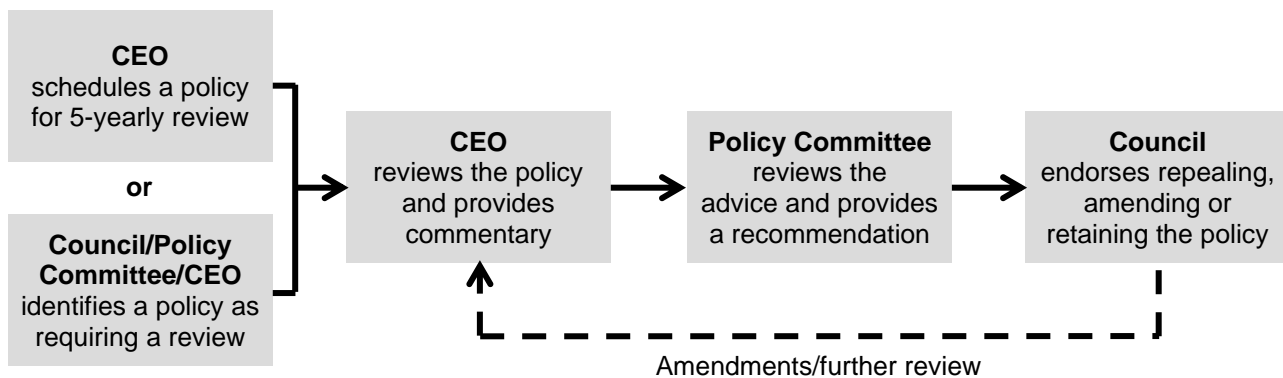 CEO
schedules a policy
for 5-yearly review
or
Council/Policy
Committee/CEO
identifies a policy as
requiring a review
CEO
reviews the policy
and provides
commentary
Policy Committee
reviews the
advice and provides
a recommendation
Council
endorses repealing,
amending or
retaining the policy
Amendments/further review